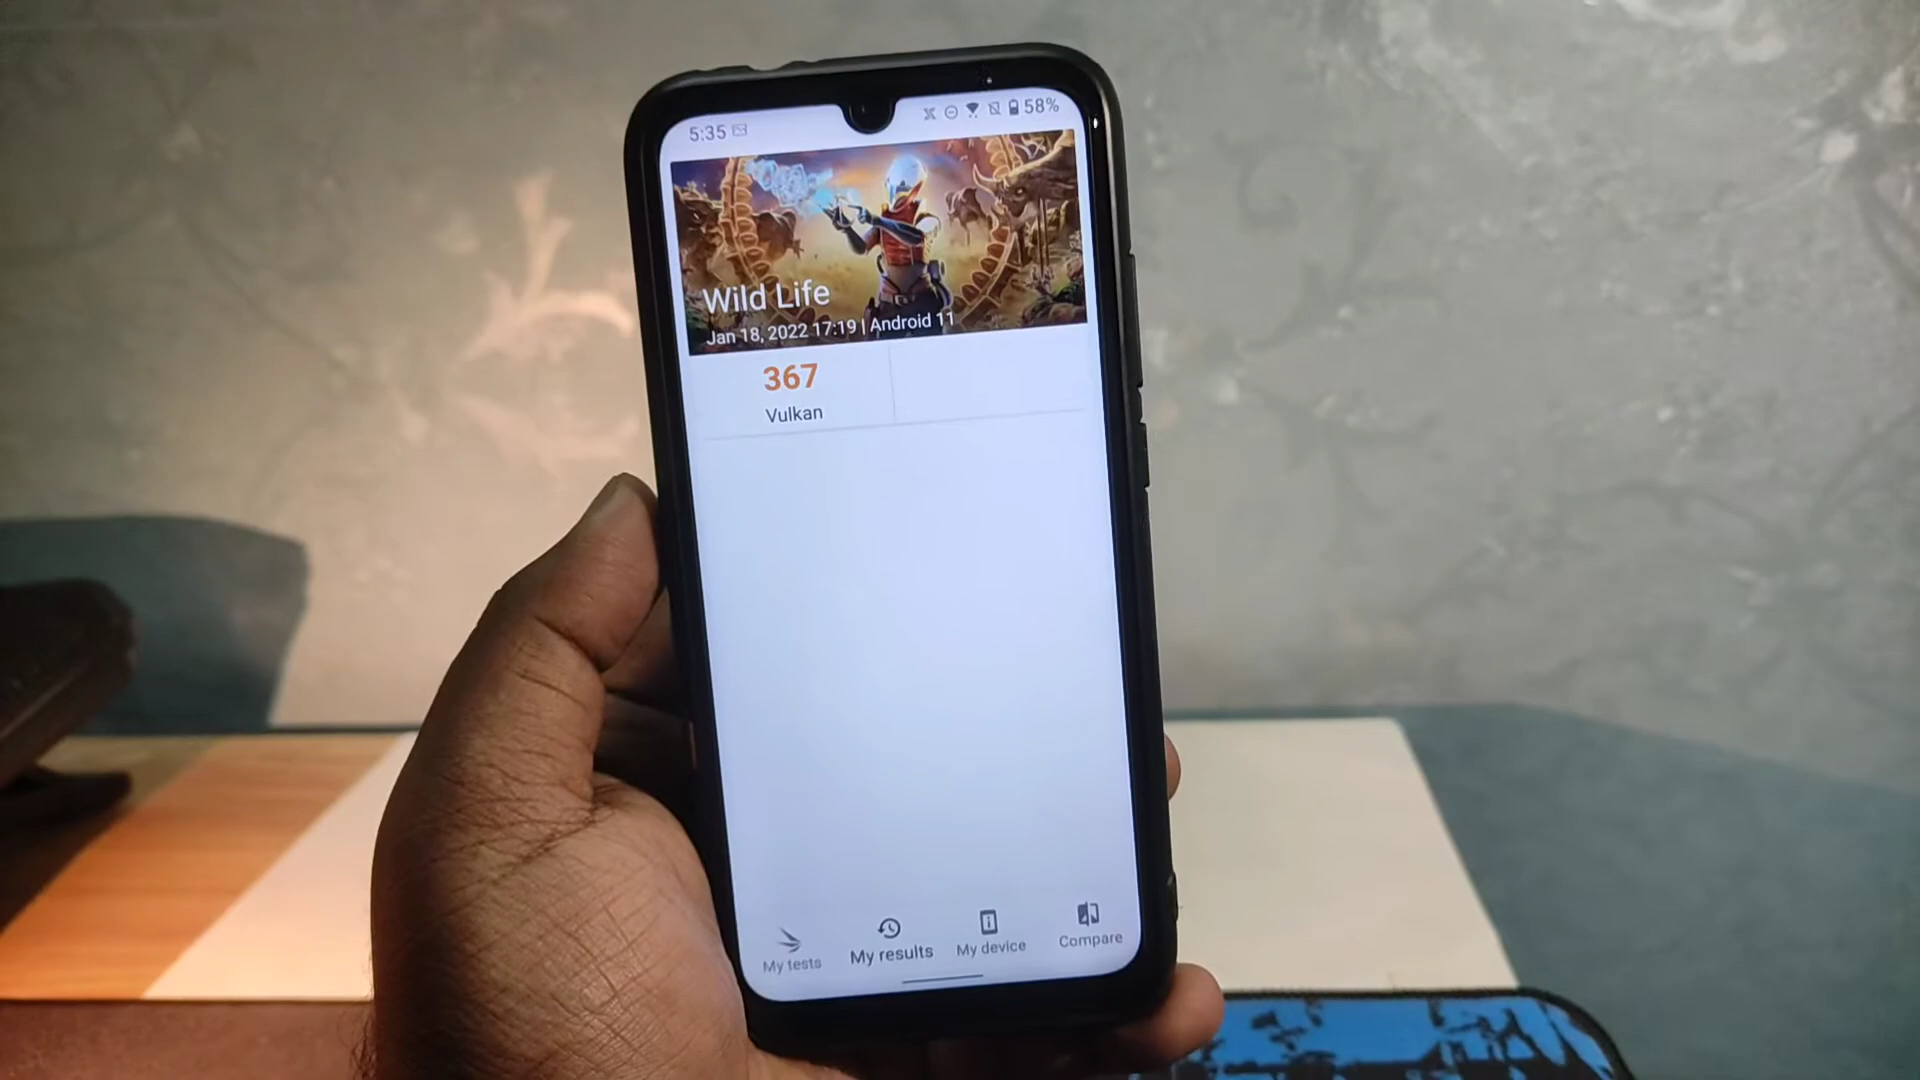 5:35
58%
Wild Life
Jan 18, 2022 17:19 | Android 11
367
Vulkan
My tests
My results
My device
Compare